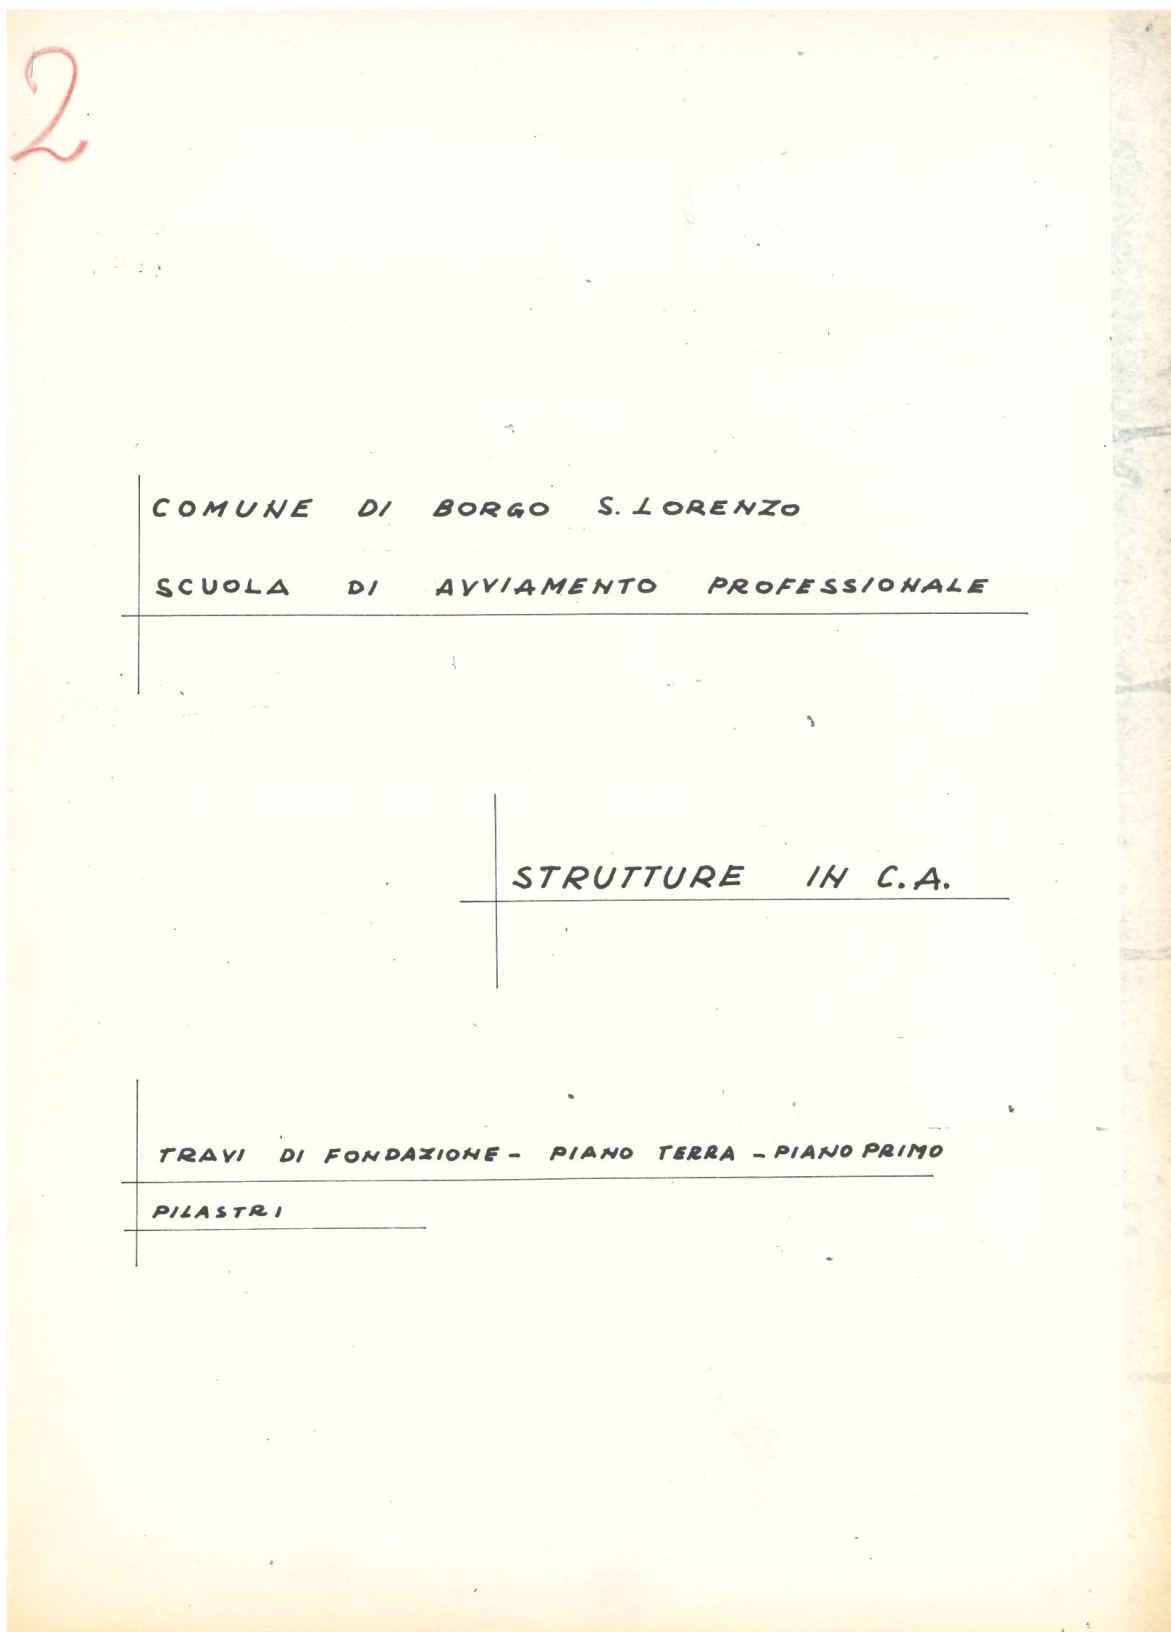 2
COMUNE DI BORGO S. LORENZO
SCUOLA DI AVVIAMENTO PROFESSIONALE
STRUTTURE IN C.A.
TRAVI DI FONDAZIONE - PIANO TERRA - PIANO PRIMO
PILASTRI